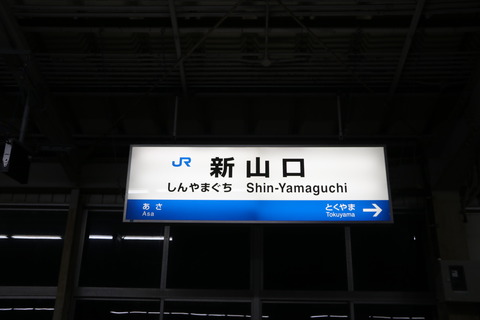 JR 新山口
しんやまぐち Shin-Yamaguchi
あさ とくやま
Asa Tokuyama